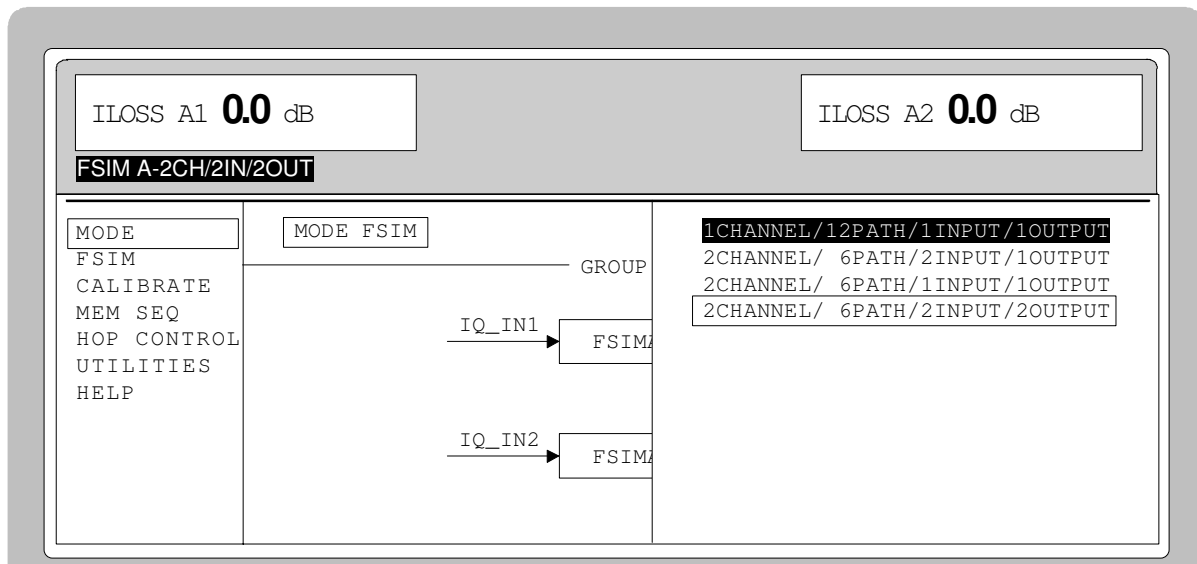 ILOSS A1 0.0 dB
ILOSS A2 0.0 dB
FSIM A-2CH/2IN/2OUT
MODE
FSIM
CALIBRATE
MEM SEQ
HOP CONTROL
UTILITIES
HELP
MODE FSIM
GROUP
IQ_IN1
FSIMA
IQ_IN2
FSIMA
1CHANNEL/12PATH/1INPUT/1OUTPUT
2CHANNEL/ 6PATH/2INPUT/1OUTPUT
2CHANNEL/ 6PATH/1INPUT/1OUTPUT
2CHANNEL/ 6PATH/2INPUT/2OUTPUT